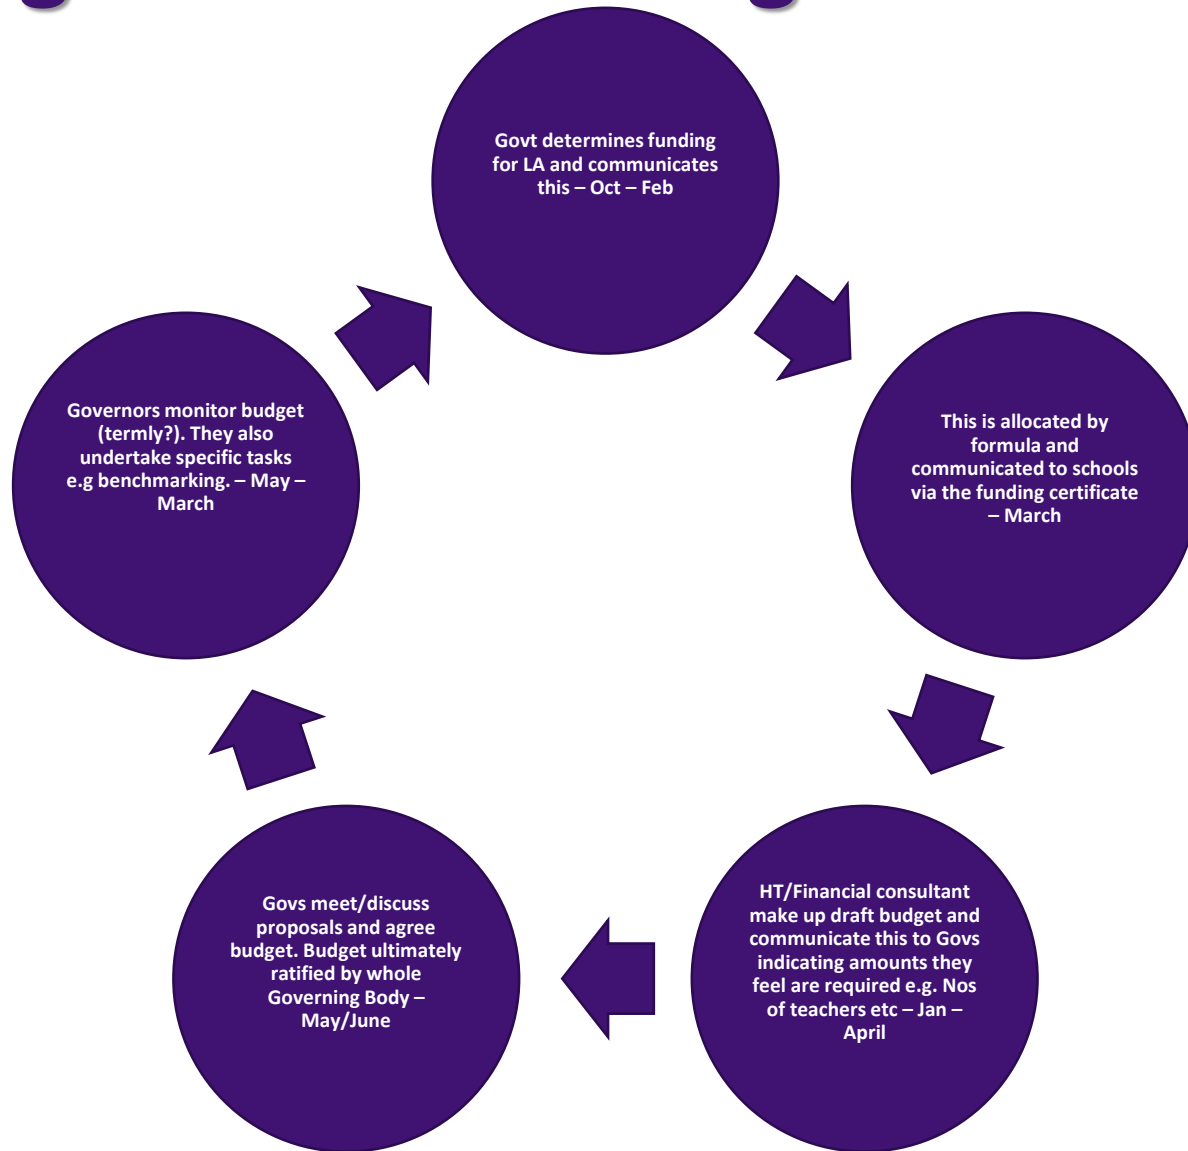 Govt determines funding
for LA and communicates
this – Oct – Feb
This is allocated by
formula and
communicated to schools
via the funding certificate
– March
HT/Financial consultant
make up draft budget and
communicate this to Govs
indicating amounts they
feel are required e.g. Nos
of teachers etc – Jan –
April
Govs meet/discuss
proposals and agree
budget. Budget ultimately
ratified by whole
Governing Body –
May/June
Governors monitor budget
(termly?). They also
undertake specific tasks
e.g benchmarking. – May –
March